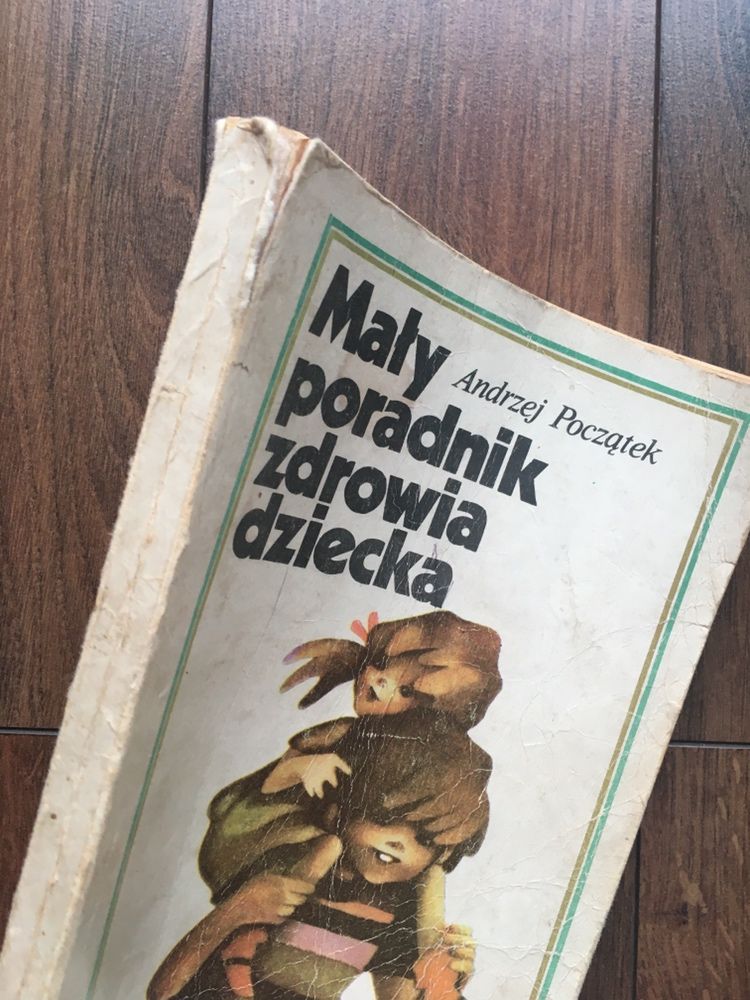 Mały
poradnik
zdrowia
dziecka
Andrzej Początek